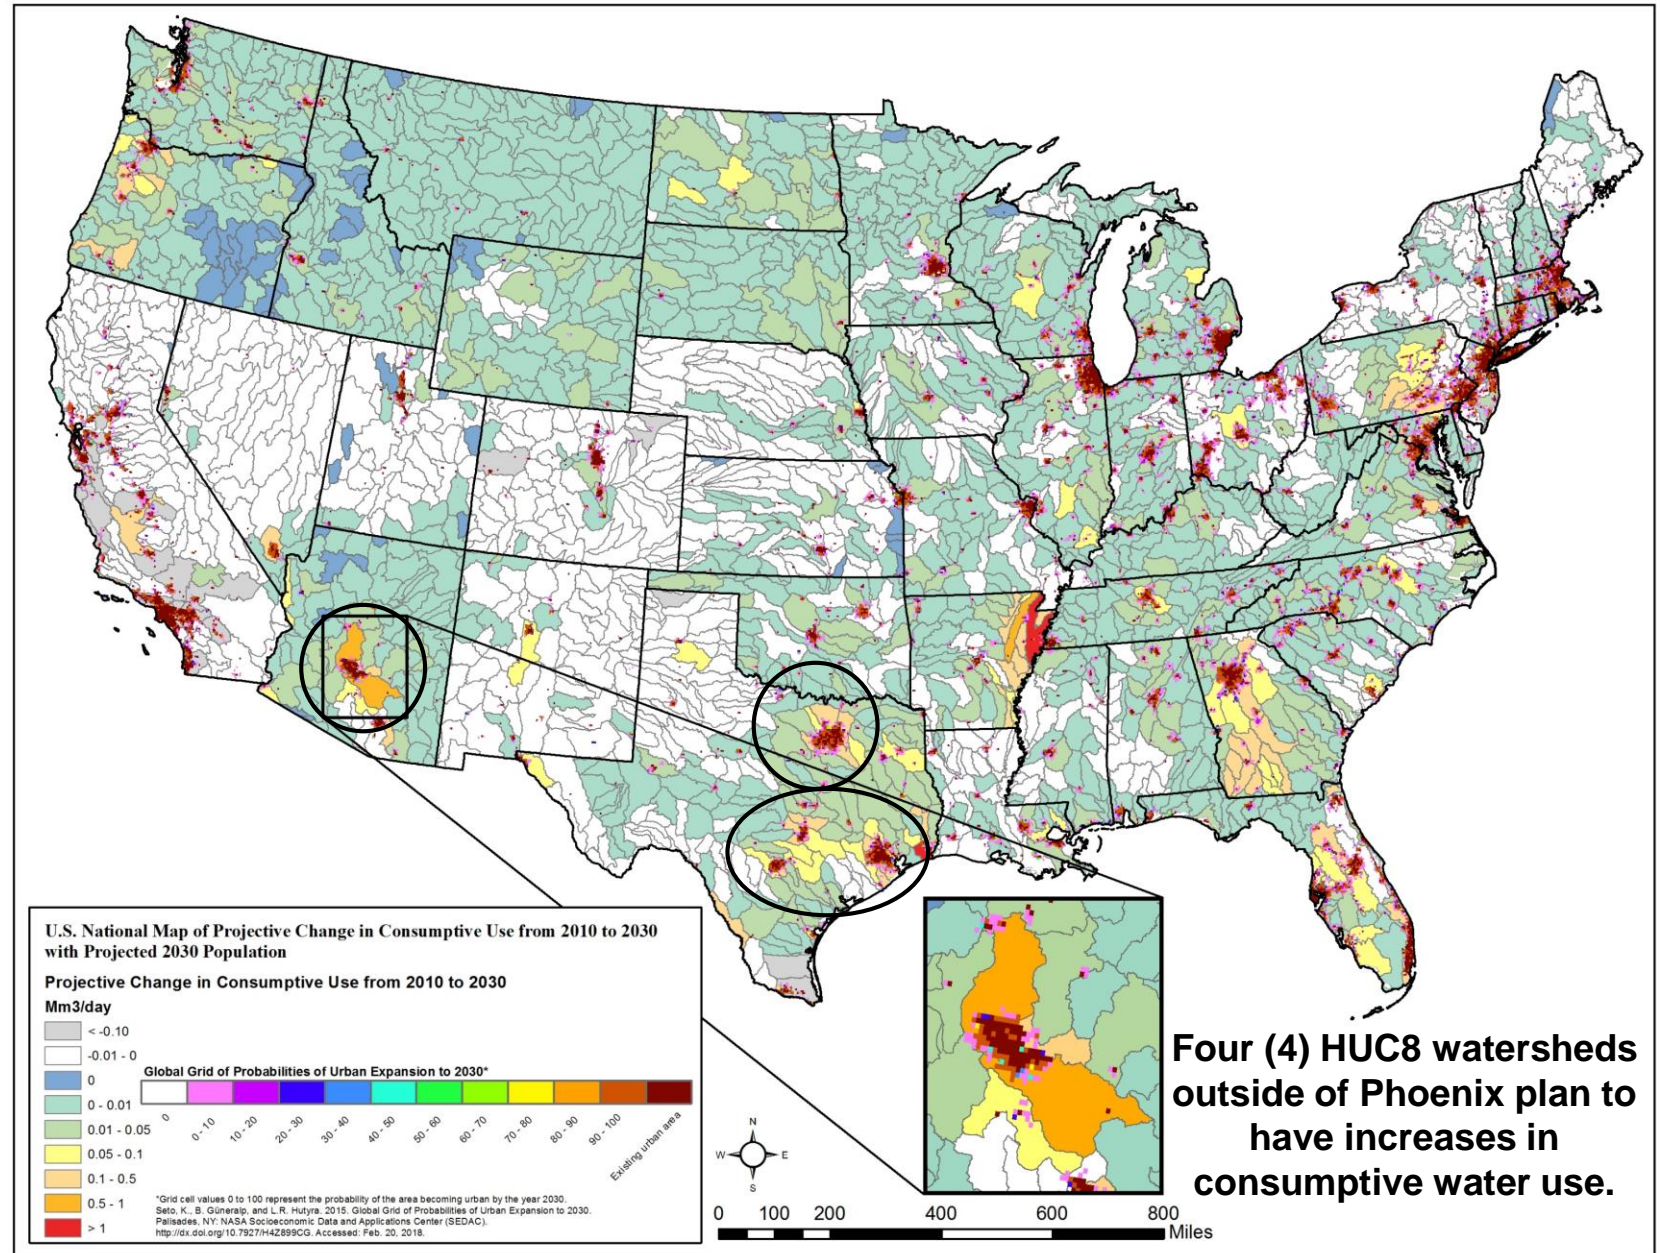 U.S. National Map of Projective Change in Consumptive Use from 2010 to 2030
with Projected 2030 Population
Projective Change in Consumptive Use from 2010 to 2030
Mm3/day
< -0.10
-0.01 - 0
0
0 - 0.01
0.01 - 0.05
0.05 - 0.1
0.1 - 0.5
0.5 - 1
> 1
Global Grid of Probabilities of Urban Expansion to 2030*
0
0 - 10
10 - 20
20 - 30
30 - 40
40 - 50
50 - 60
60 - 70
70 - 80
80 - 90
90 - 100
Existing urban area
*Grid cell values 0 to 100 represent the probability of the area becoming urban by the year 2030.
Seto, K., B. Güneralp, and L.R. Hutyra. 2015. Global Grid of Probabilities of Urban Expansion to 2030.
Palisades, NY: NASA Socioeconomic Data and Applications Center (SEDAC).
http://dx.doi.org/10.7927/H4Z899CG. Accessed: Feb. 20, 2018.
N
W E
S
0 100 200 400 600 800
Miles
Four (4) HUC8 watersheds
outside of Phoenix plan to
have increases in
consumptive water use.